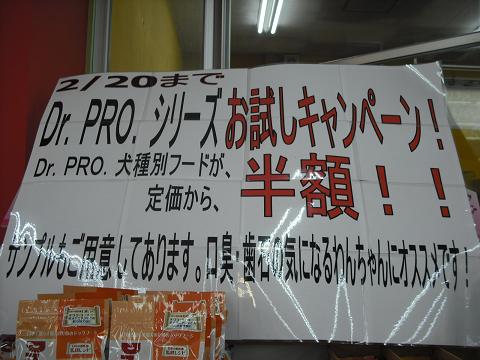 2/20まで
Dr. PRO. シリーズお試しキャンペーン！
Dr. PRO. 犬種別フードが、
定価から、半額！！
サンプルもご用意してあります。口臭・歯石の気になるわんちゃんにオススメです！